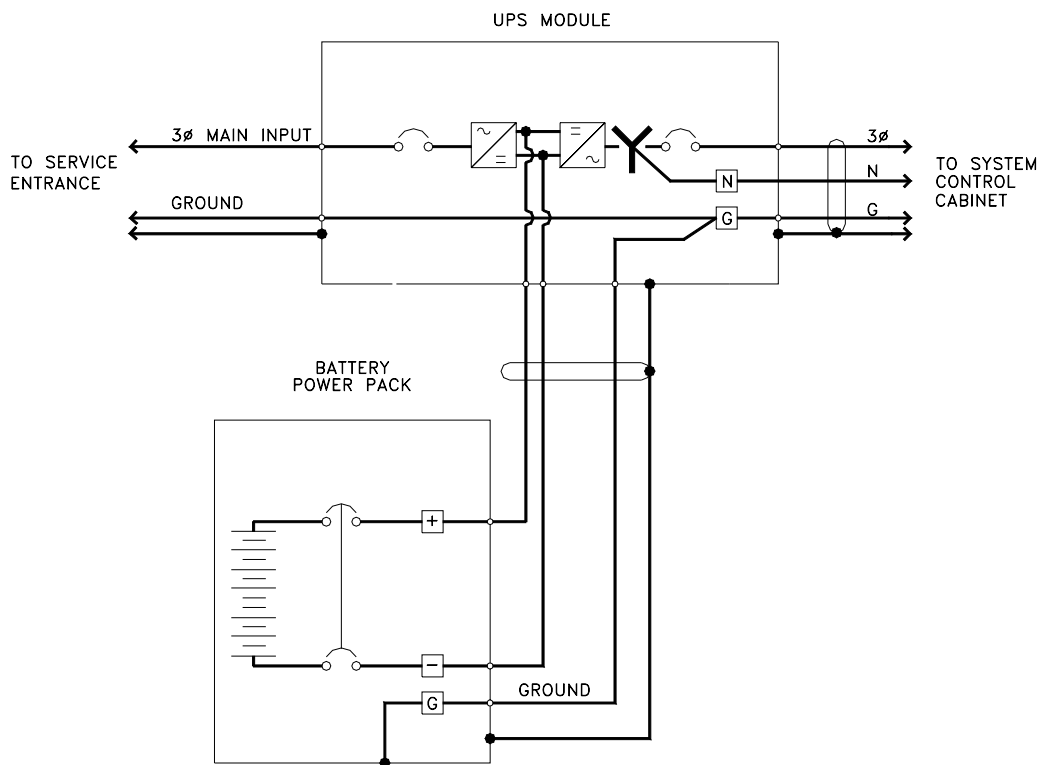 UPS MODULE
3ø MAIN INPUT
3ø
TO SERVICE
ENTRANCE
TO SYSTEM
CONTROL
CABINET
N
N
GROUND
G
G
BATTERY
POWER PACK
+
−
G
GROUND